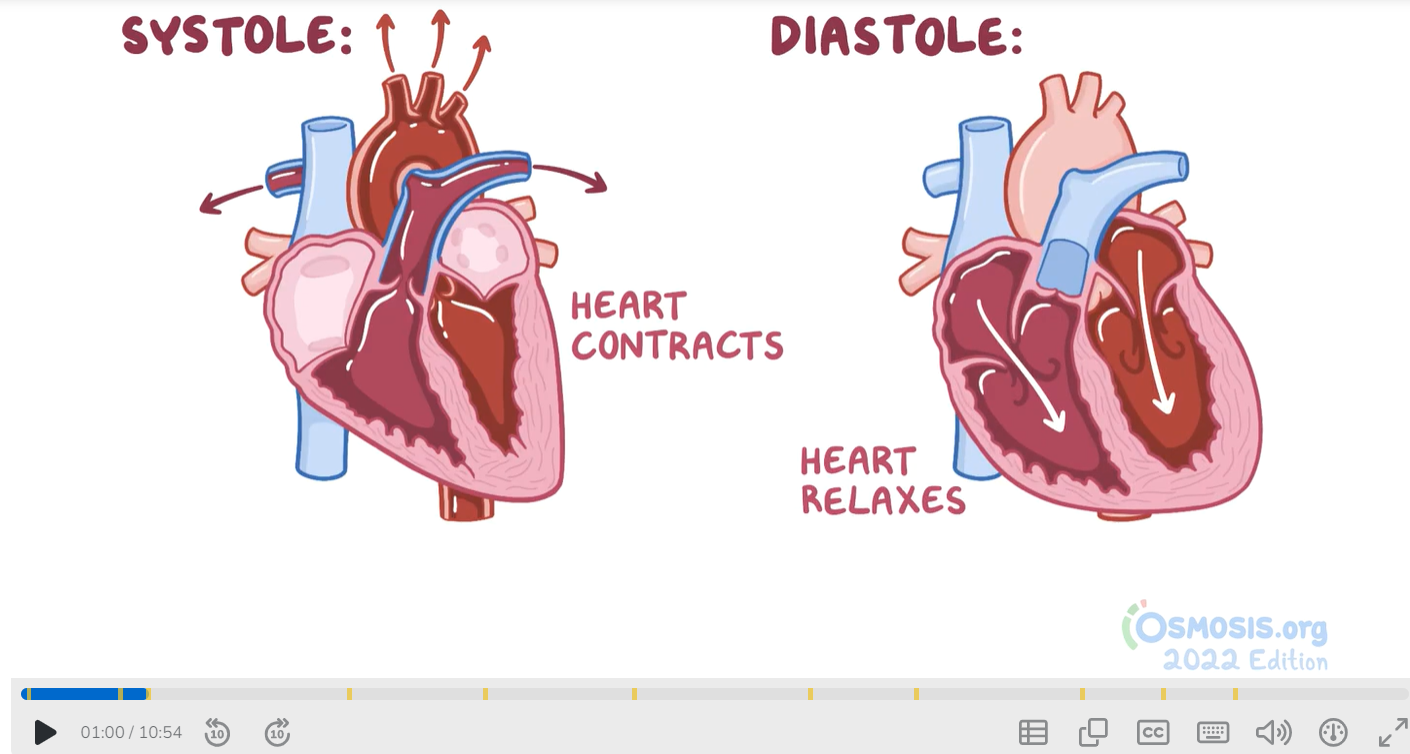 SYSTOLE:
DIASTOLE:
HEART
CONTRACTS
HEART
RELAXES
OSMOSIS.org
2022 Edition
01:00 / 10:54
10
10
CC